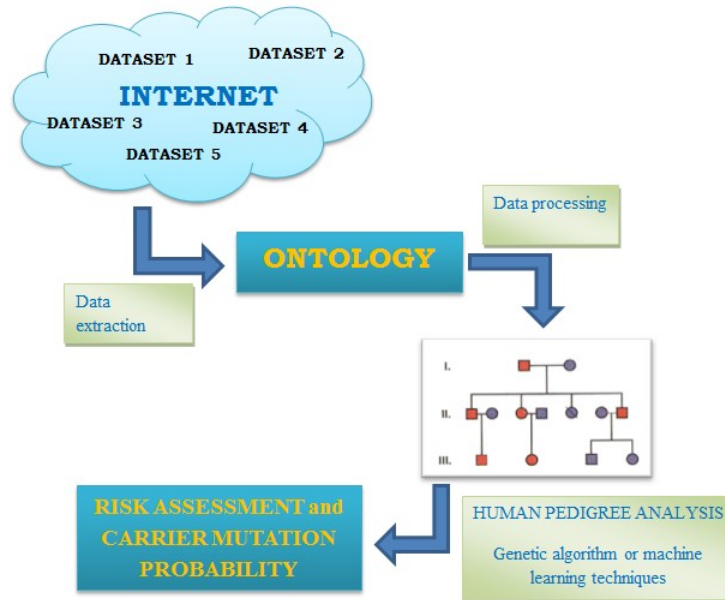 DATASET 1
DATASET 2
INTERNET
DATASET 3
DATASET 4
DATASET 5
Data processing
ONTOLOGY
Data
extraction
I.
II.
III.
RISK ASSESSMENT and
CARRIER MUTATION
PROBABILITY
HUMAN PEDIGREE ANALYSIS
Genetic algorithm or machine
learning techniques